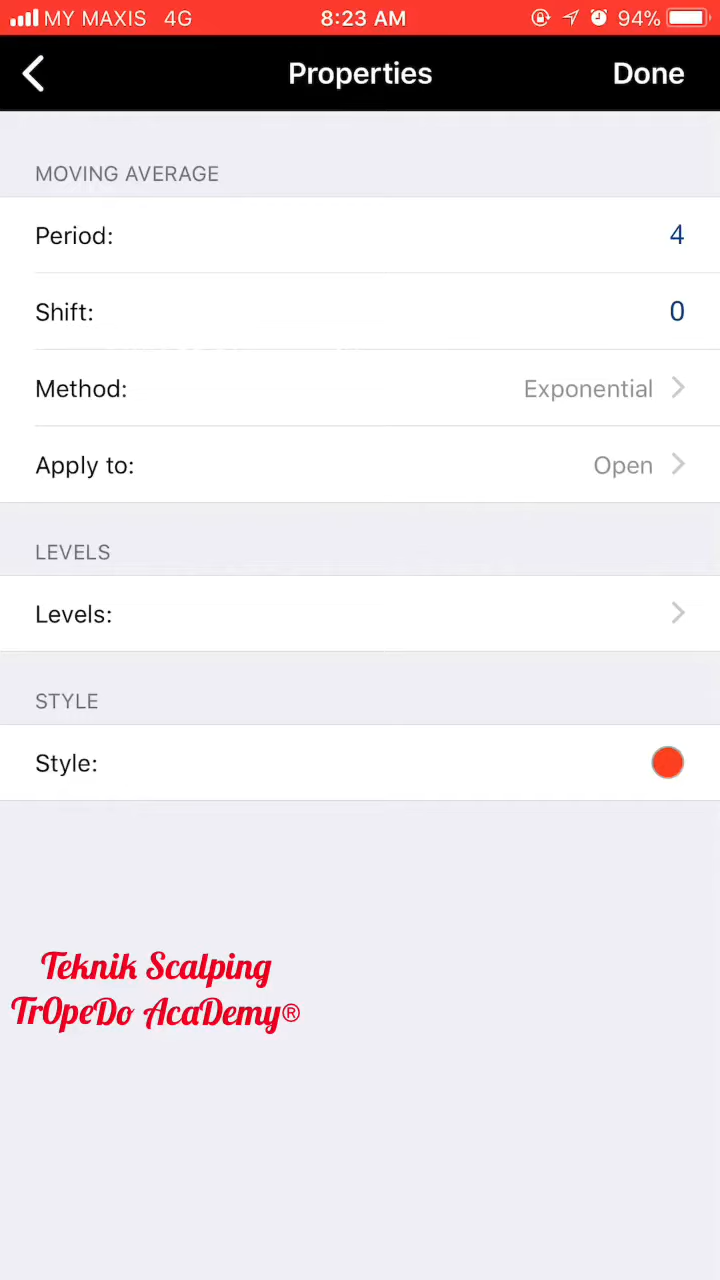 MY MAXIS 4G 8:23 AM 94%
Properties Done
MOVING AVERAGE
Period: 4
Shift: 0
Method: Exponential
Apply to: Open
LEVELS
Levels:
STYLE
Style:
Teknik Scalping
TrOpeDo AcaDemy®